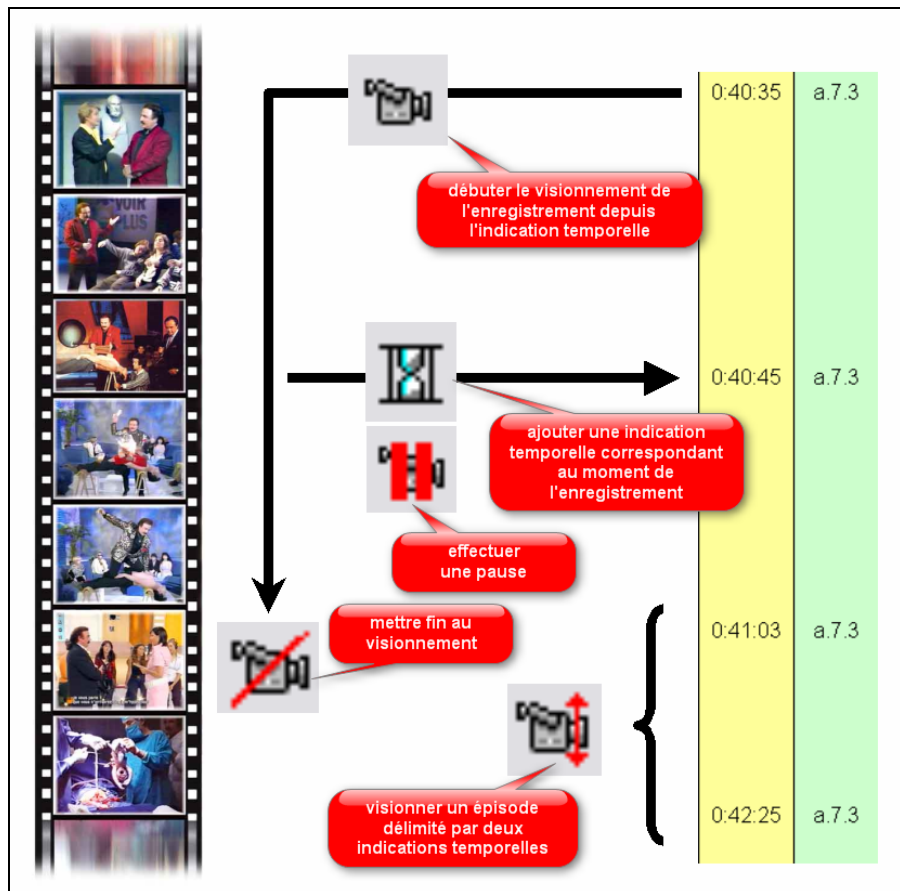 0:40:35 a.7.3
débuter le visionnement de
l'enregistrement depuis
l'indication temporelle
VOIR
PLUS
0:40:45 a.7.3
ajouter une indication
temporelle correspondant
au moment de
l'enregistrement
effectuer
une pause
mettre fin au
visionnement
0:41:03 a.7.3
visionner un épisode
délimité par deux
indications temporelles
0:42:25 a.7.3